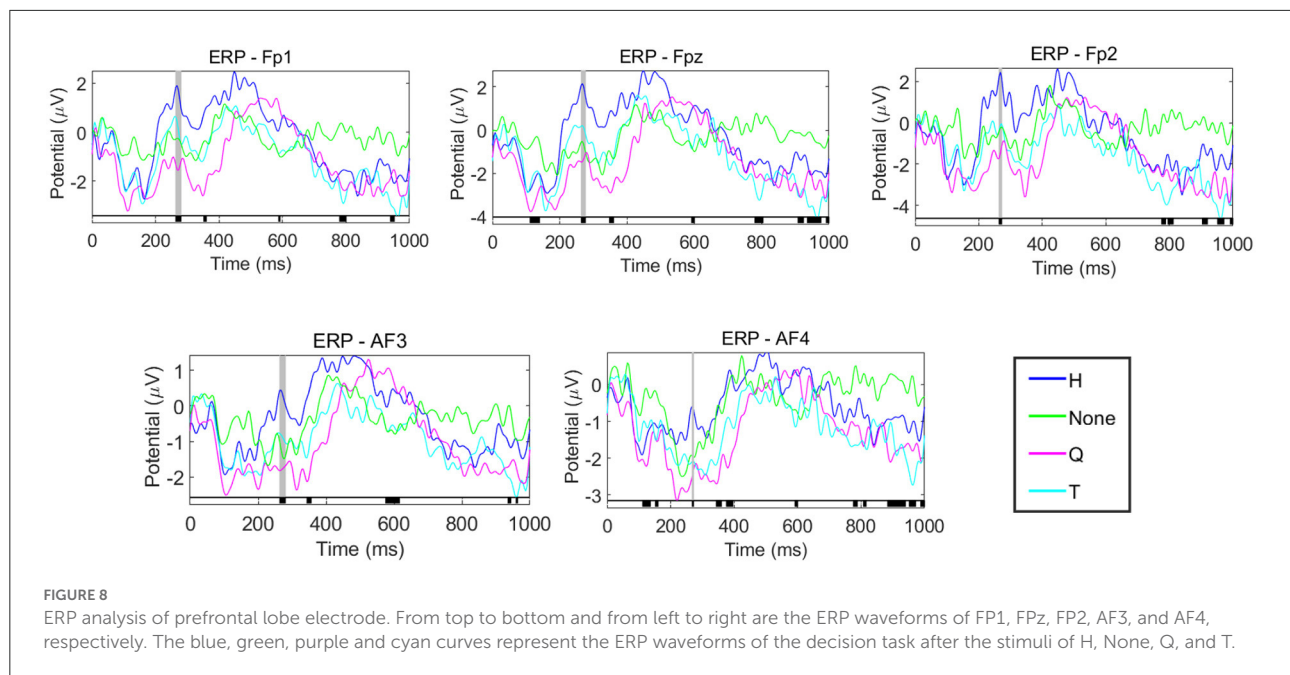 ERP - Fp1
Potential (μV)
2
0
-2
0 200 400 600 800 1000
Time (ms)
ERP - Fpz
Potential (μV)
2
0
-2
-4
0 200 400 600 800 1000
Time (ms)
ERP - Fp2
Potential (μV)
2
0
-2
-4
0 200 400 600 800 1000
Time (ms)
ERP - AF3
Potential (μV)
1
0
-1
-2
0 200 400 600 800 1000
Time (ms)
ERP - AF4
Potential (μV)
0
-1
-2
-3
0 200 400 600 800 1000
Time (ms)
H
None
Q
T
FIGURE 8
ERP analysis of prefrontal lobe electrode. From top to bottom and from left to right are the ERP waveforms of FP1, FPz, FP2, AF3, and AF4,
respectively. The blue, green, purple and cyan curves represent the ERP waveforms of the decision task after the stimuli of H, None, Q, and T.